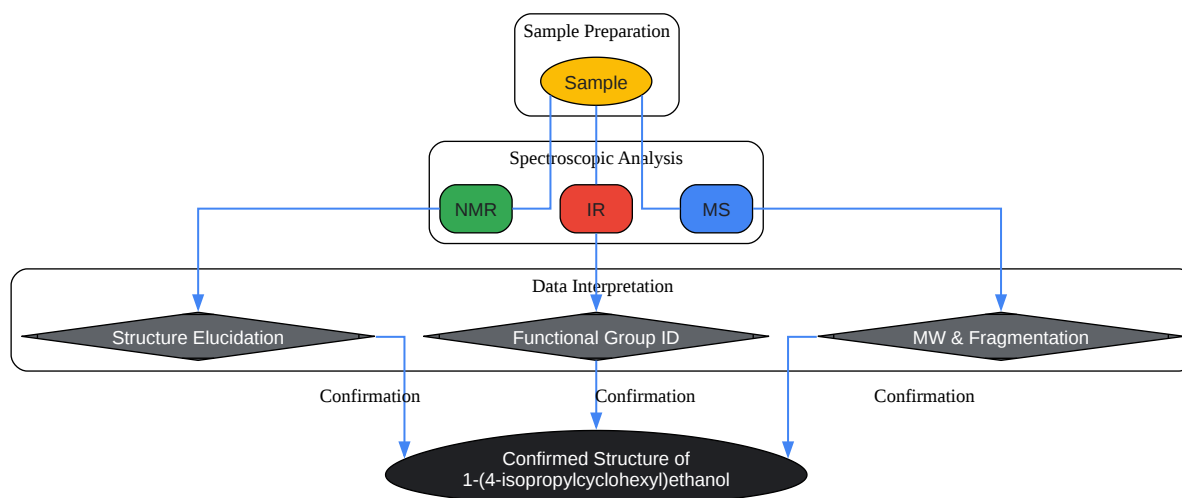 Sample Preparation
Sample
Spectroscopic Analysis
NMR
IR
MS
Data Interpretation
Structure Elucidation
Functional Group ID
MW & Fragmentation
Confirmation
Confirmation
Confirmation
Confirmed Structure of
1-(4-isopropylcyclohexyl)ethanol